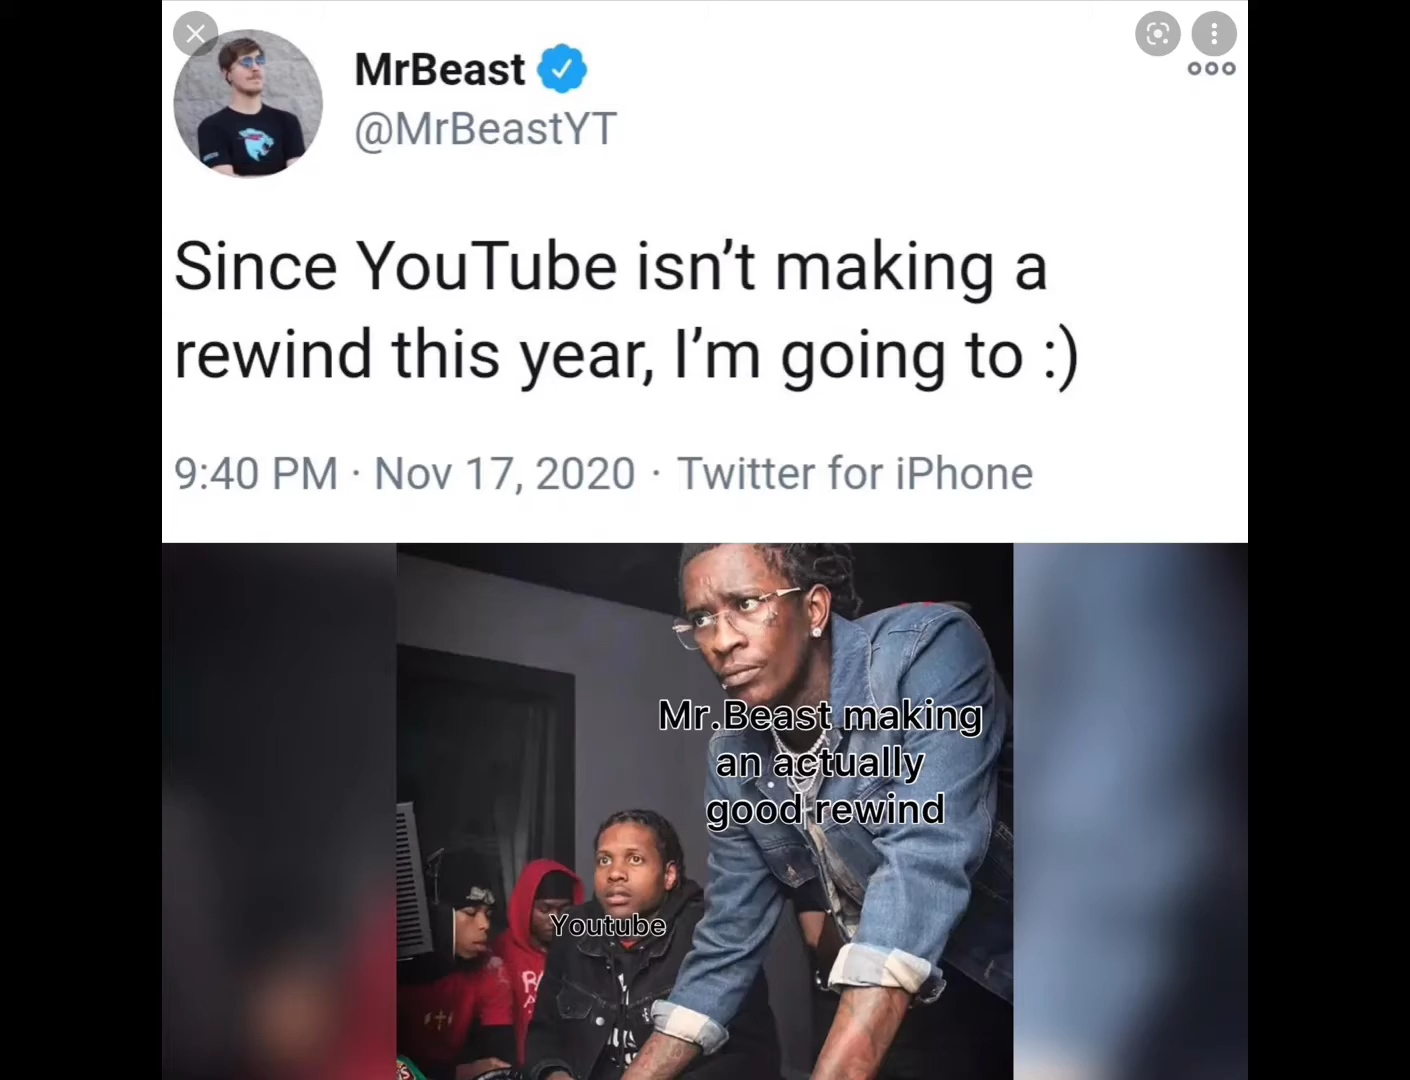 MrBeast
@MrBeastYT
Since YouTube isn’t making a
rewind this year, I’m going to :)
9:40 PM · Nov 17, 2020 · Twitter for iPhone
Mr.Beast making
an actually
good rewind
Youtube